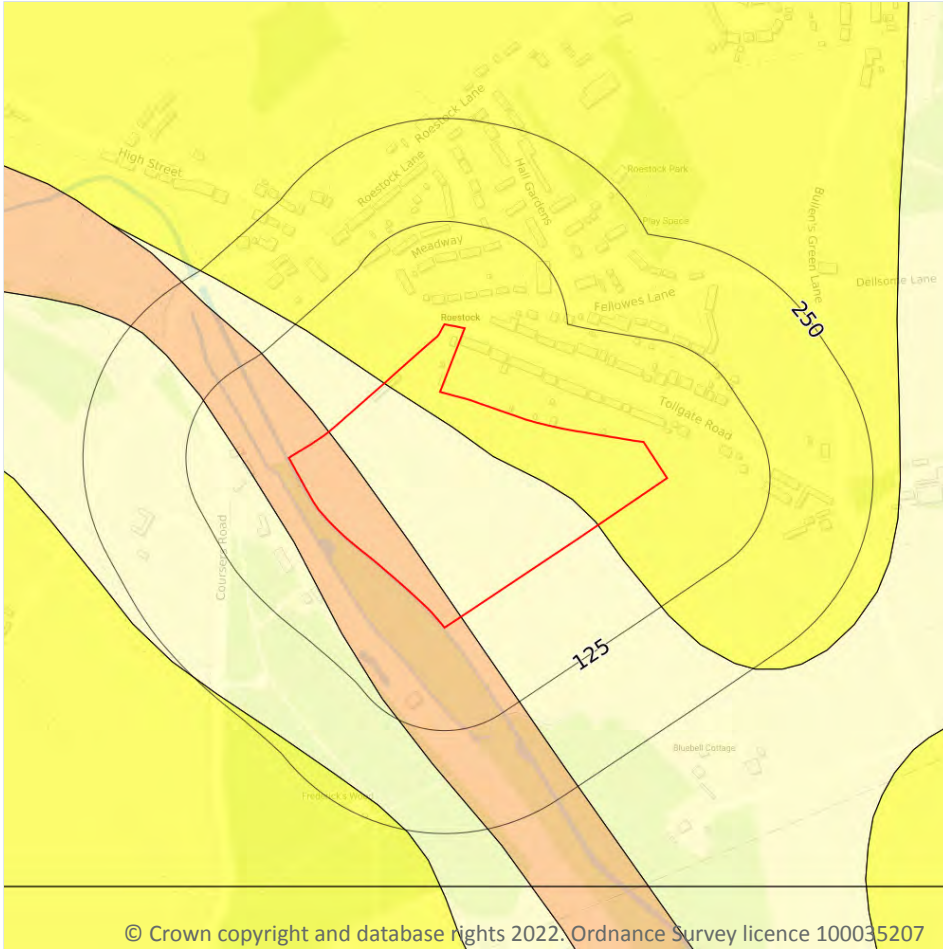 Roestock Lane
High Street
Roestock Lane
Hall Gardens
Roestock Park
Play Space
Bullen's Green Lane
Meadway
Dellsome Lane
Fellowes Lane
Roestock
250
Tollgate Road
Coursers Road
125
Bluebell Cottage
Frederick's Wood
© Crown copyright and database rights 2022. Ordnance Survey licence 100035207